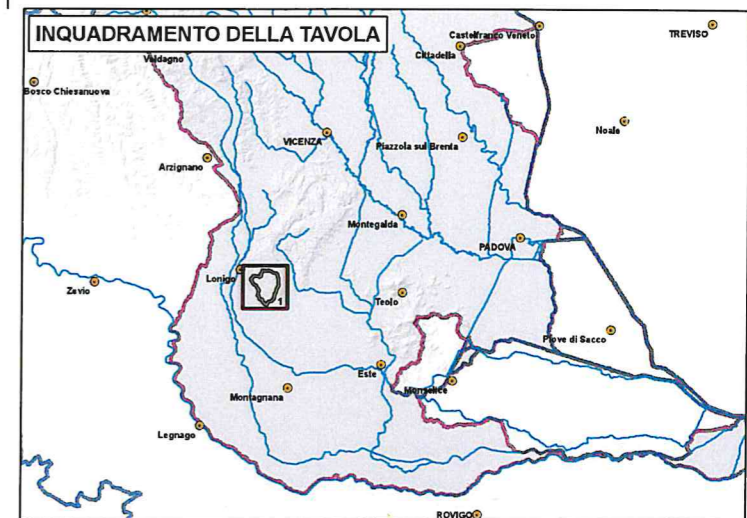 INQUADRAMENTO DELLA TAVOLA
Castelfranco Veneto
TREVISO
Cittadella
Valdagno
Bosco Chiesanuova
Noale
VICENZA
Piazzola sul Brenta
Arzignano
Montegalda
PADOVA
Lonigo
Zevio
1
Teolo
Piove di Sacco
Este
Monselice
Montagnana
Legnago
ROVIGO